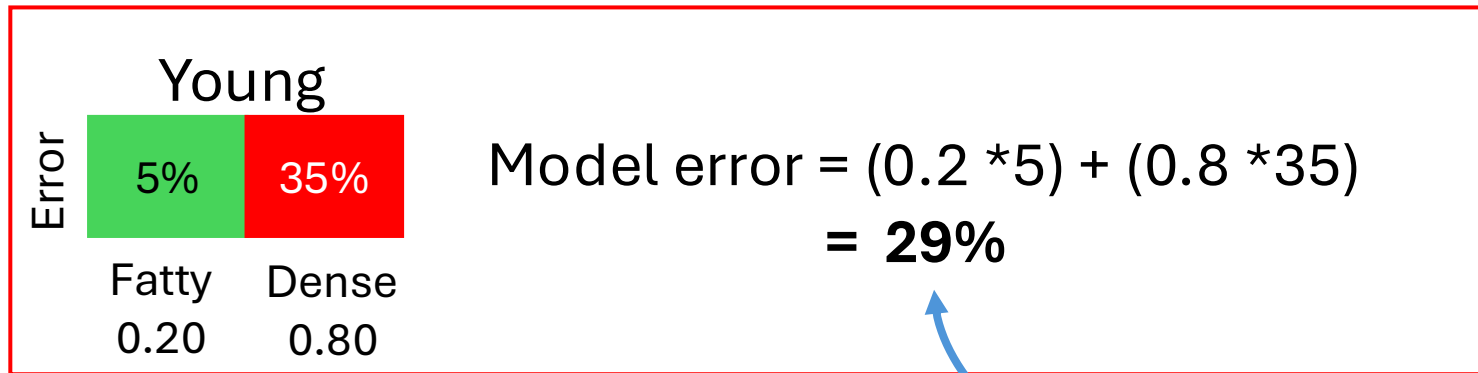 Young
Error
5% 35%
Fatty Dense
0.20 0.80
Model error = (0.2 *5) + (0.8 *35)
= 29%